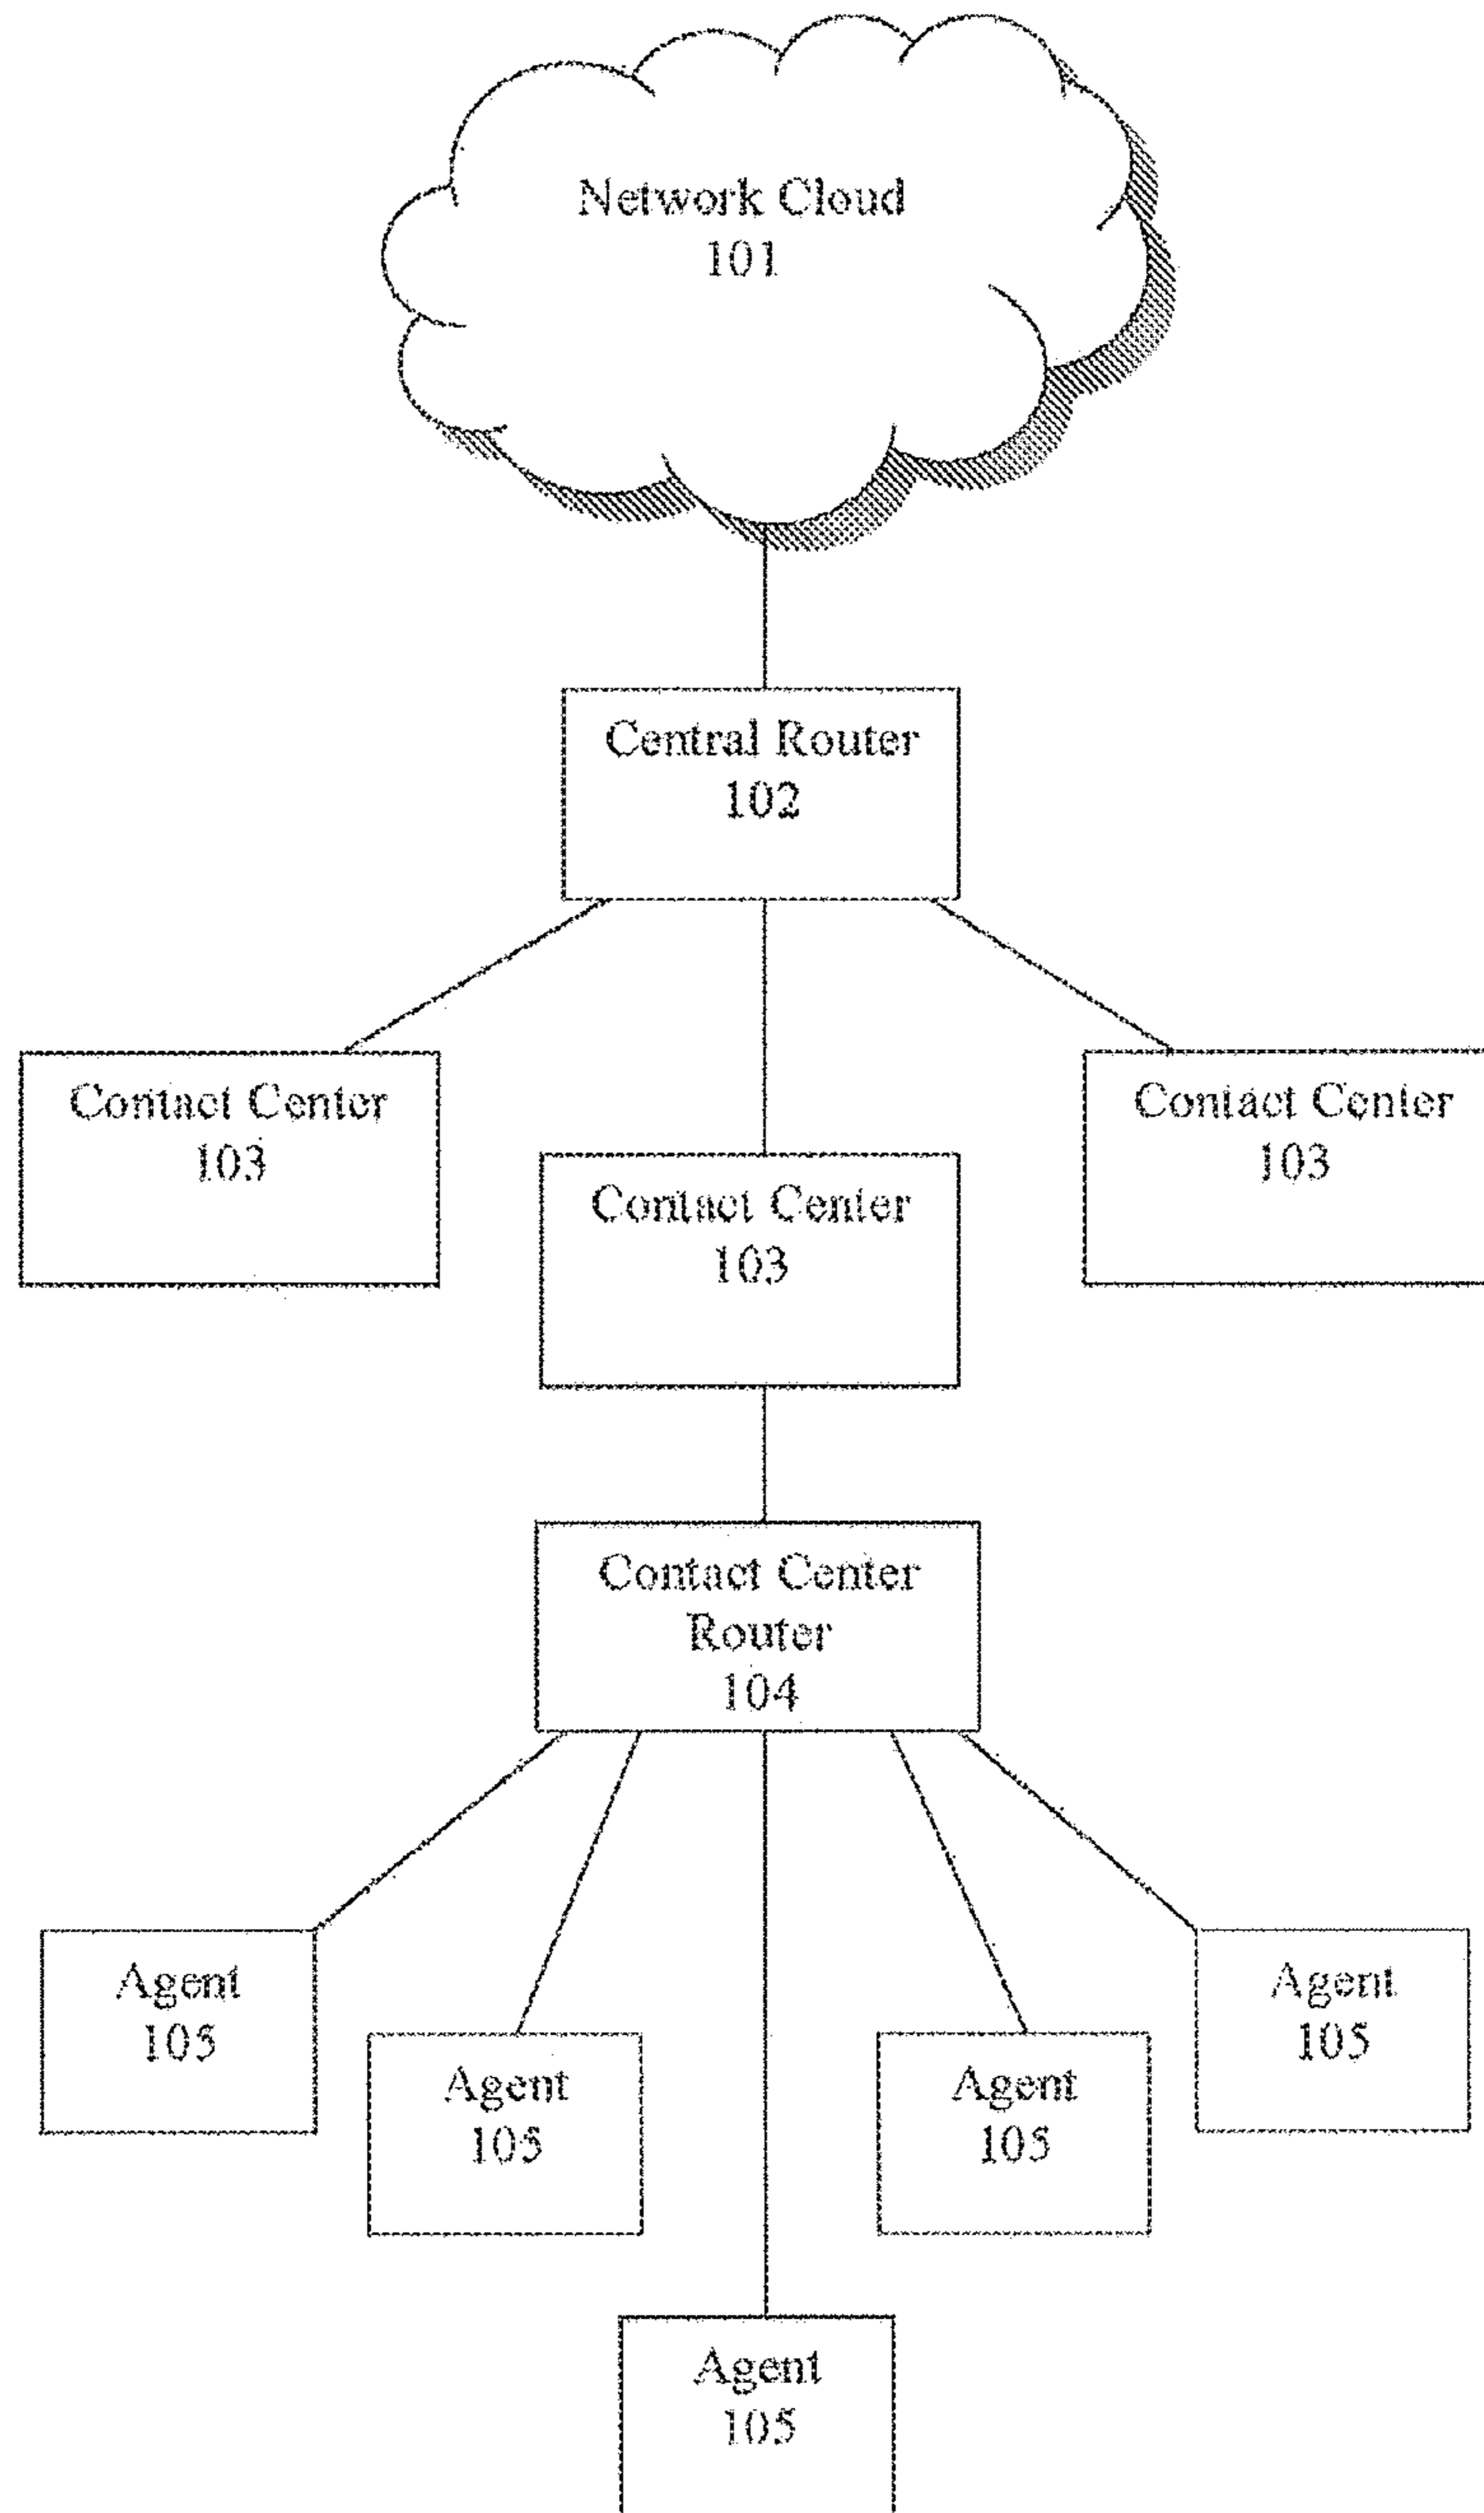 Network Cloud
101
Central Router
102
Contact Center
103
Contact Center
103
Contact Center
103
Contact Center
Router
104
Agent
105
Agent
105
Agent
105
Agent
105
Agent
105